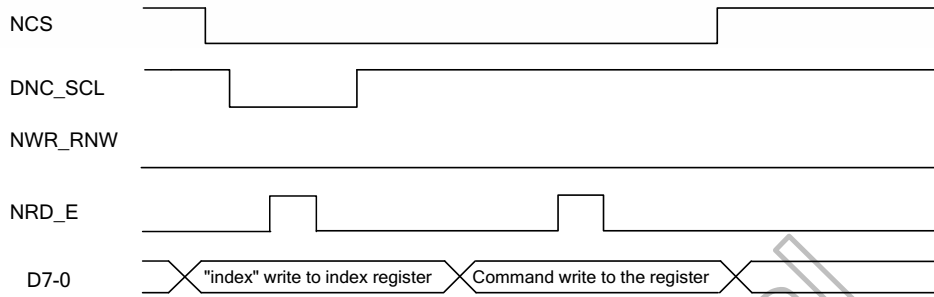 NCS
DNC_SCL
NWR_RNW
NRD_E
D7-0 "index" write to index register Command write to the register